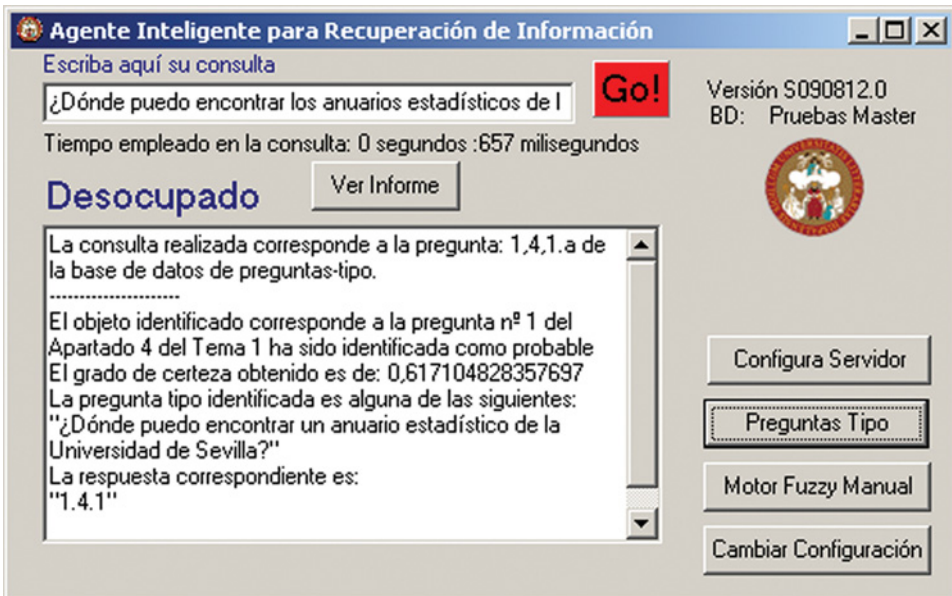 Agente Inteligente para Recuperación de Información
Escriba aquí su consulta
¿Dónde puedo encontrar los anuarios estadísticos de l
Go!
Versión S090812.0
BD: Pruebas Master
Tiempo empleado en la consulta: 0 segundos :657 milisegundos
Desocupado
Ver Informe
La consulta realizada corresponde a la pregunta: 1,4,1.a de
la base de datos de preguntas-tipo.
----------------------
El objeto identificado corresponde a la pregunta nº 1 del
Apartado 4 del Tema 1 ha sido identificada como probable
El grado de certeza obtenido es de: 0,617104828357697
La pregunta tipo identificada es alguna de las siguientes:
"¿Dónde puedo encontrar un anuario estadístico de la
Universidad de Sevilla?"
La respuesta correspondiente es:
"1.4.1"
Configura Servidor
Preguntas Tipo
Motor Fuzzy Manual
Cambiar Configuración